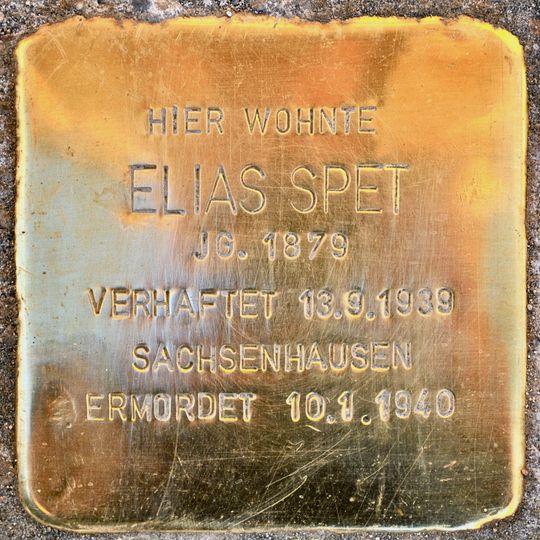 HIER WOHNTE
ELIAS SPET
JG. 1879
VERHAFTET 13.9.1939
SACHSENHAUSEN
ERMORDET 10.1.1940